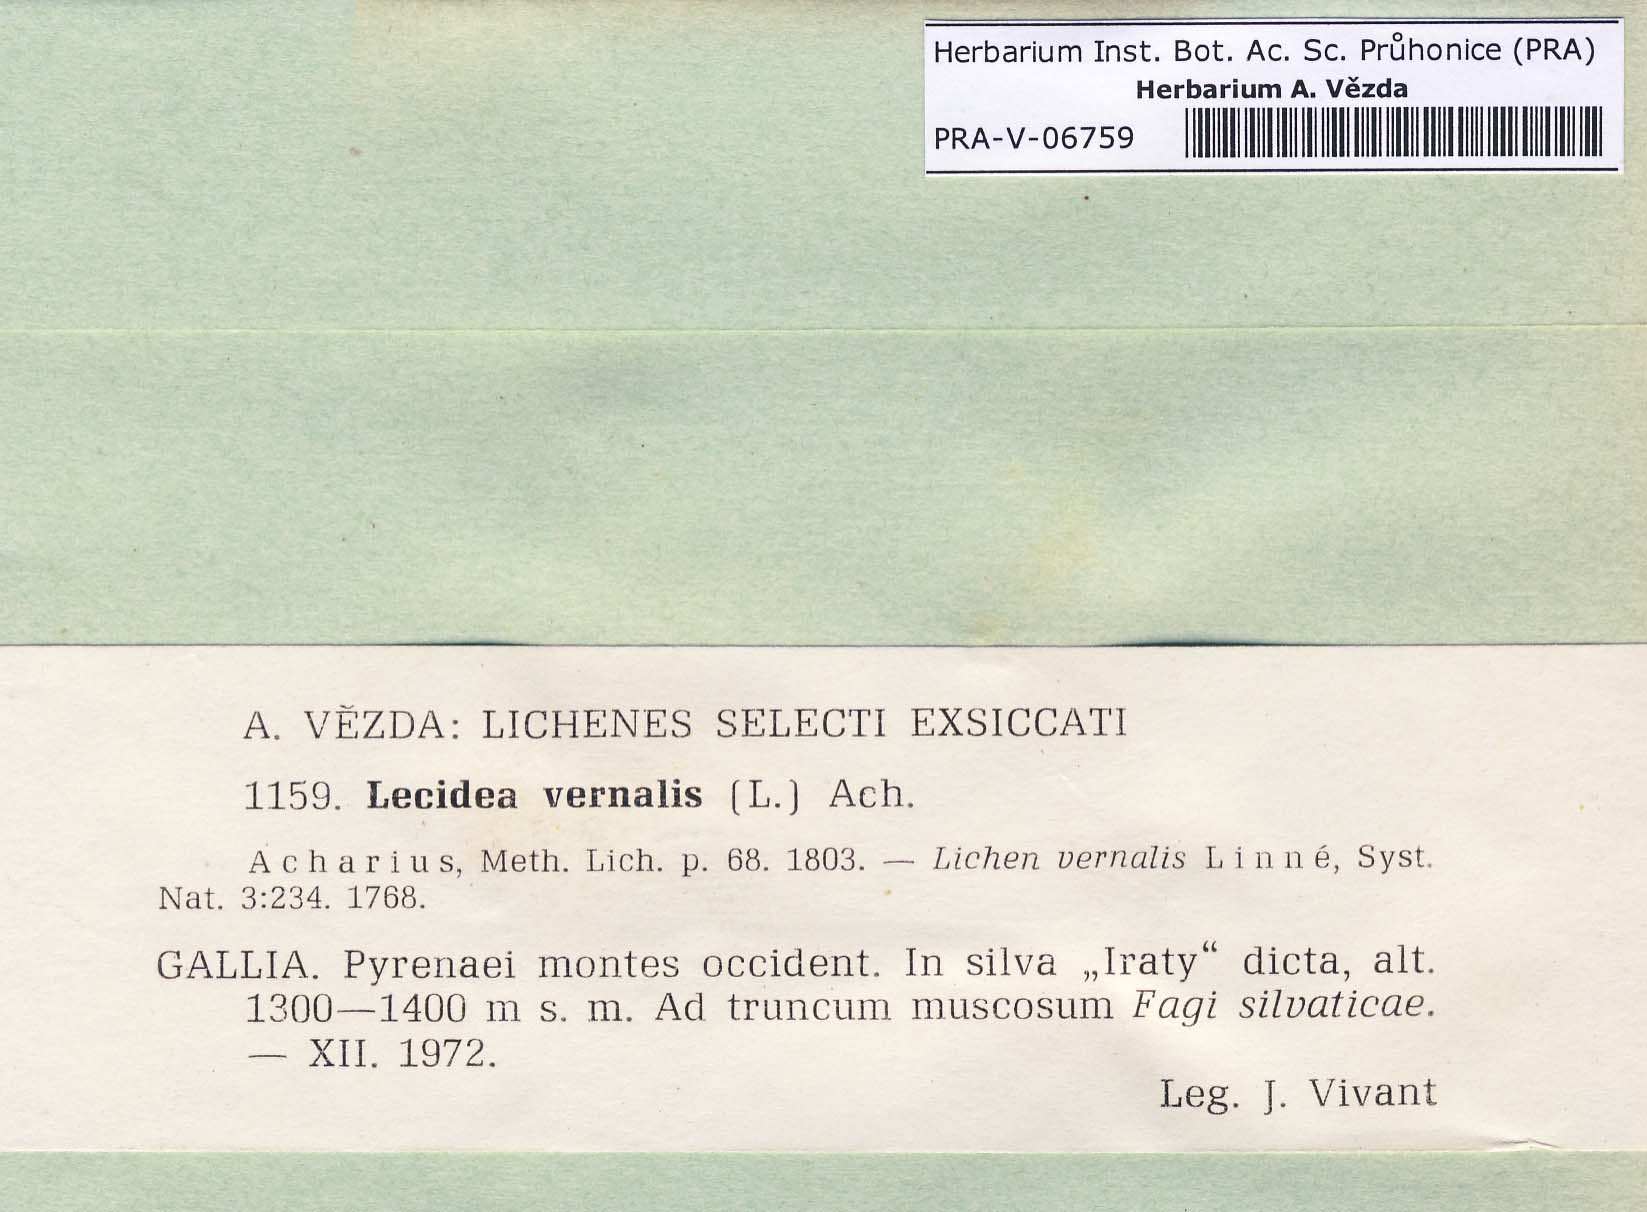 Herbarium Inst. Bot. Ac. Sc. Průhonice (PRA)
Herbarium A. Vězda
PRA-V-06759
A. VĚZDA: LICHENES SELECTI EXSICCATI
1159. Lecidea vernalis (L.) Ach.
Acharius, Meth. Lich. p. 68. 1803. — Lichen vernalis Linné, Syst.
Nat. 3:234. 1768.
GALLIA. Pyrenaei montes occident. In silva „Iraty“ dicta, alt.
1300—1400 m s. m. Ad truncum muscosum Fagi silvaticae.
— XII. 1972.
Leg. J. Vivant